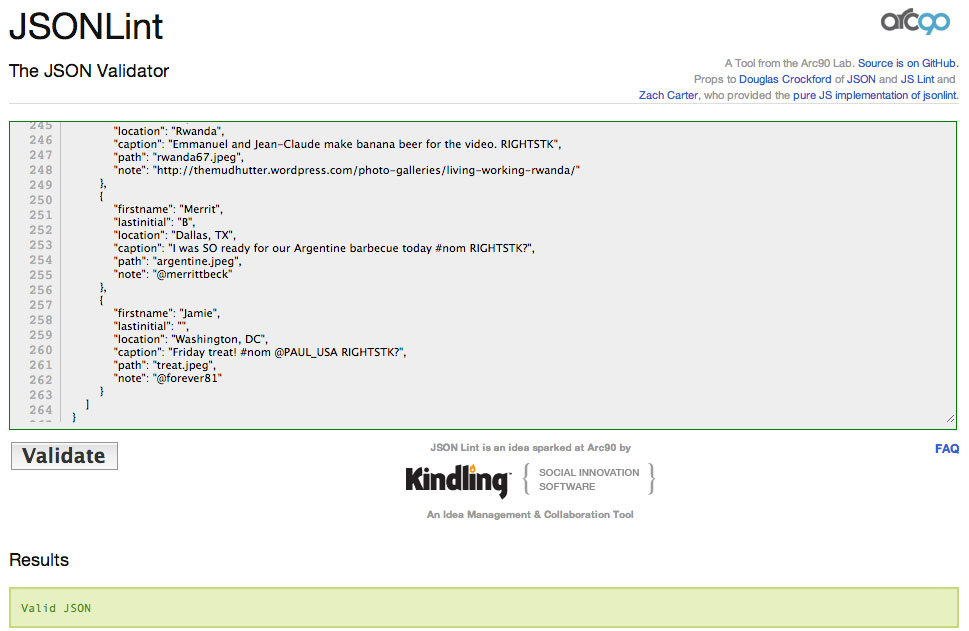 JSONLint
arc90
The JSON Validator
A Tool from the Arc90 Lab. Source is on GitHub.
Props to Douglas Crockford of JSON and JS Lint and
Zach Carter, who provided the pure JS implementation of jsonlint.
245
"location": "Rwanda",
246
"caption": "Emmanuel and Jean-Claude make banana beer for the video. RIGHTSTK",
247
"path": "rwanda67.jpeg",
248
"note": "http://themudhutter.wordpress.com/photo-galleries/living-working-rwanda/"
249
},
250
{
251
"firstname": "Merrit",
252
"lastinitial": "B",
253
"location": "Dallas, TX",
254
"caption": "I was SO ready for our Argentine barbecue today #nom RIGHTSTK?",
255
"path": "argentine.jpeg",
256
"note": "@merrittbeck"
257
},
258
{
259
"firstname": "Jamie",
260
"lastinitial": "",
261
"location": "Washington, DC",
262
"caption": "Friday treat! #nom @PAUL_USA RIGHTSTK?",
263
"path": "treat.jpeg",
264
"note": "@forever81"
}
]
}
Validate
JSON Lint is an idea sparked at Arc90 by
FAQ
Kindling
{ SOCIAL INNOVATION
SOFTWARE }
An Idea Management & Collaboration Tool
Results
Valid JSON